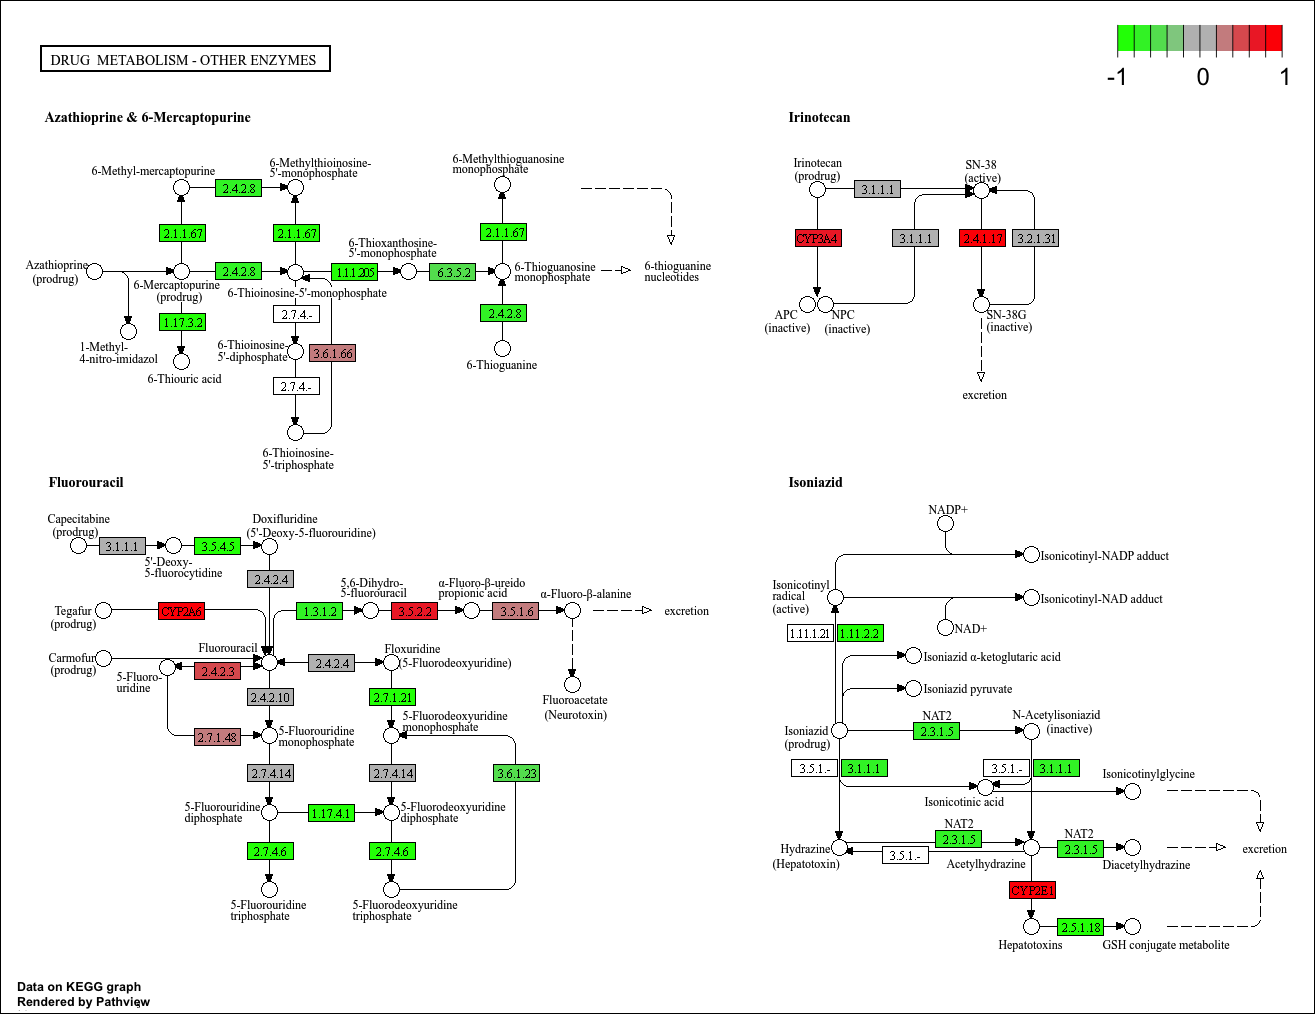 DRUG METABOLISM - OTHER ENZYMES
-1 0 1
Azathioprine & 6-Mercaptopurine
6-Methyl-mercaptopurine
2.4.2.8
6-Methylthioinosine-
5'-monophosphate
6-Methylthioguanosine
monophosphate
2.1.1.67
2.1.1.67
2.1.1.67
6-Thioxanthosine-
5'-monophosphate
Azathioprine
(prodrug)
2.4.2.8
1.1.1.205
6.3.5.2
6-Thioguanosine
monophosphate
6-thioguanine
nucleotides
6-Mercaptopurine
(prodrug)
6-Thioinosine-5'-monophosphate
1.17.3.2
2.7.4.-
2.4.2.8
1-Methyl-
4-nitro-imidazol
6-Thioinosine-
5'-diphosphate
3.6.1.66
6-Thioguanine
6-Thiouric acid
2.7.4.-
6-Thioinosine-
5'-triphosphate
Irinotecan
Irinotecan
(prodrug)
3.1.1.1
SN-38
(active)
CYP3A4
3.1.1.1
2.4.1.17
3.2.1.31
APC
(inactive)
NPC
(inactive)
SN-38G
(inactive)
excretion
Fluorouracil
Capecitabine
(prodrug)
3.1.1.1
5'-Deoxy-
5-fluorocytidine
3.5.4.5
Doxifluridine
(5'-Deoxy-5-fluorouridine)
2.4.2.4
Tegafur
(prodrug)
CYP2A6
1.3.1.2
5,6-Dihydro-
5-fluorouracil
3.5.2.2
α-Fluoro-β-ureido
propionic acid
3.5.1.6
α-Fluoro-β-alanine
excretion
Carmofur
(prodrug)
Fluorouracil
5-Fluoro-
uridine
2.4.2.3
2.4.2.4
Floxuridine
(5-Fluorodeoxyuridine)
2.4.2.10
2.7.1.21
Fluoroacetate
(Neurotoxin)
2.7.1.48
5-Fluorouridine
monophosphate
5-Fluorodeoxyuridine
monophosphate
2.7.4.14
2.7.4.14
3.6.1.23
5-Fluorouridine
diphosphate
1.17.4.1
5-Fluorodeoxyuridine
diphosphate
2.7.4.6
2.7.4.6
5-Fluorouridine
triphosphate
5-Fluorodeoxyuridine
triphosphate
Isoniazid
NADP+
Isonicotinyl-NADP adduct
Isonicotinyl
radical
(active)
Isonicotinyl-NAD adduct
NAD+
1.11.1.21
1.11.2.2
Isoniazid α-ketoglutaric acid
Isoniazid pyruvate
Isoniazid
(prodrug)
NAT2
2.3.1.5
N-Acetylisoniazid
(inactive)
3.5.1.-
3.1.1.1
3.5.1.-
3.1.1.1
Isonicotinic acid
Isonicotinylglycine
Hydrazine
(Hepatotoxin)
NAT2
2.3.1.5
3.5.1.-
Acetylhydrazine
NAT2
2.3.1.5
Diacetylhydrazine
excretion
CYP2E1
Hepatotoxins
2.5.1.18
GSH conjugate metabolite
Data on KEGG graph
Rendered by Pathview